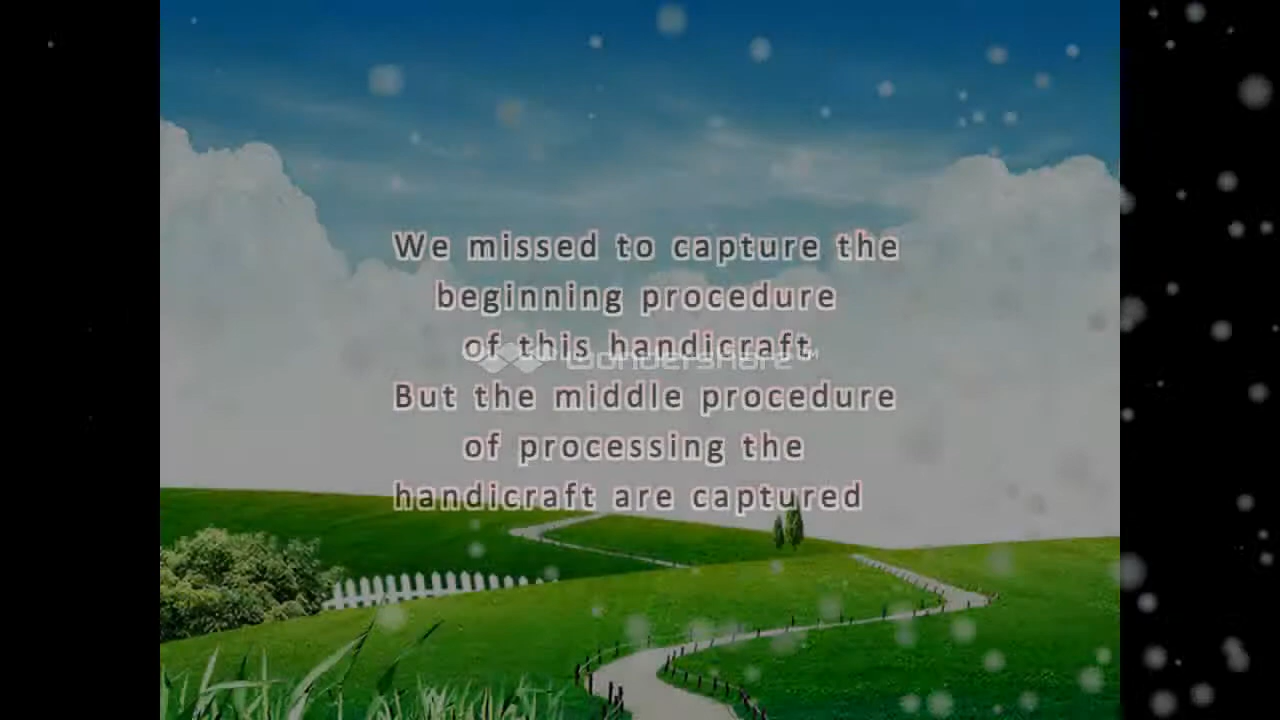 We missed to capture the
beginning procedure
of this handicraft
wondershare™
But the middle procedure
of processing the
handicraft are captured